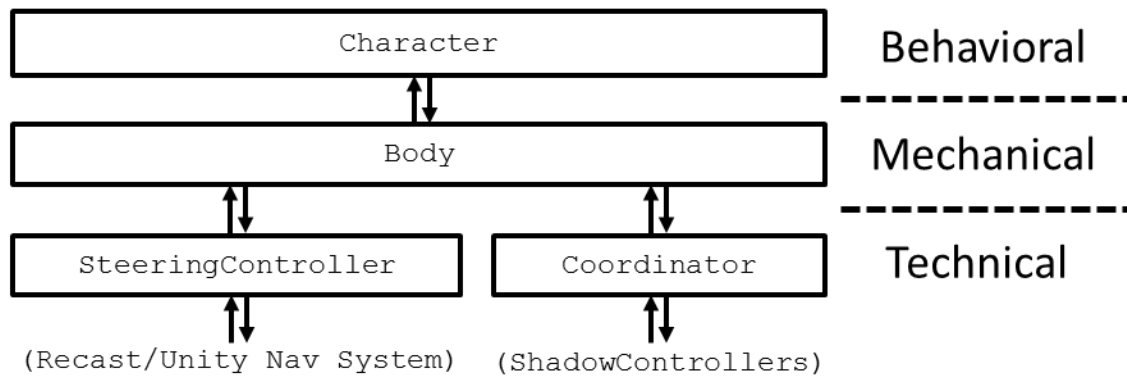 Character
Behavioral
Body
Mechanical
SteeringController
Coordinator
Technical
(Recast/Unity Nav System)
(ShadowControllers)